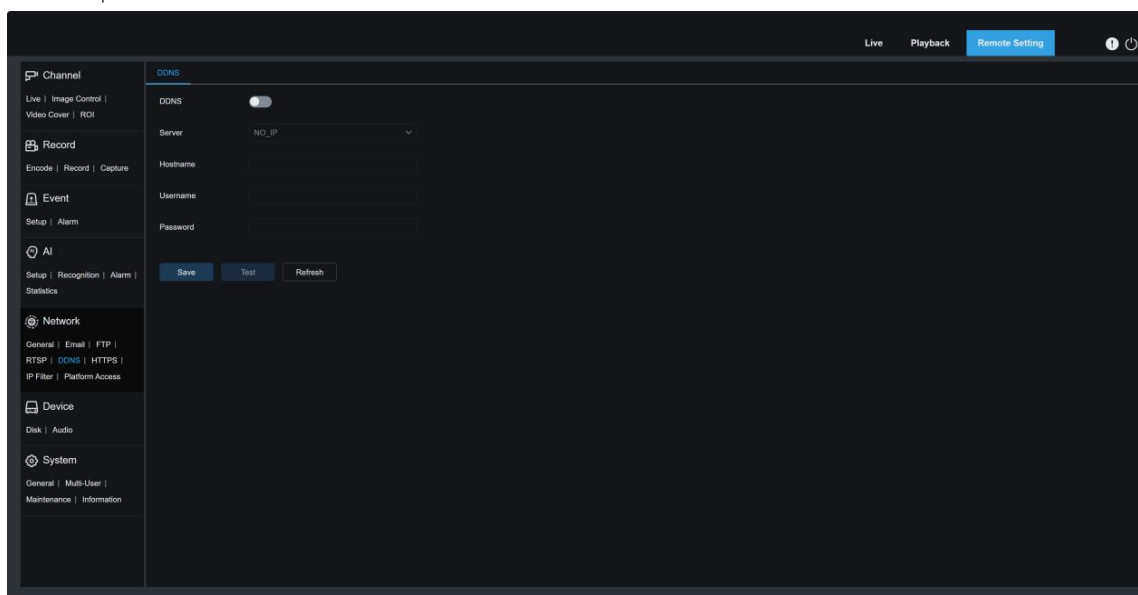 Live Playback Remote Setting
Channel
Live | Image Control |
Video Cover | ROI
Record
Encode | Record | Capture
Event
Setup | Alarm
AI
Setup | Recognition | Alarm |
Statistics
Network
General | Email | FTP |
RTSP | DDNS | HTTPS |
IP Filter | Platform Access
Device
Disk | Audio
System
General | Multi-User |
Maintenance | Information
DDNS
DDNS
Server NO_IP
Hostname
Username
Password
Save Test Refresh